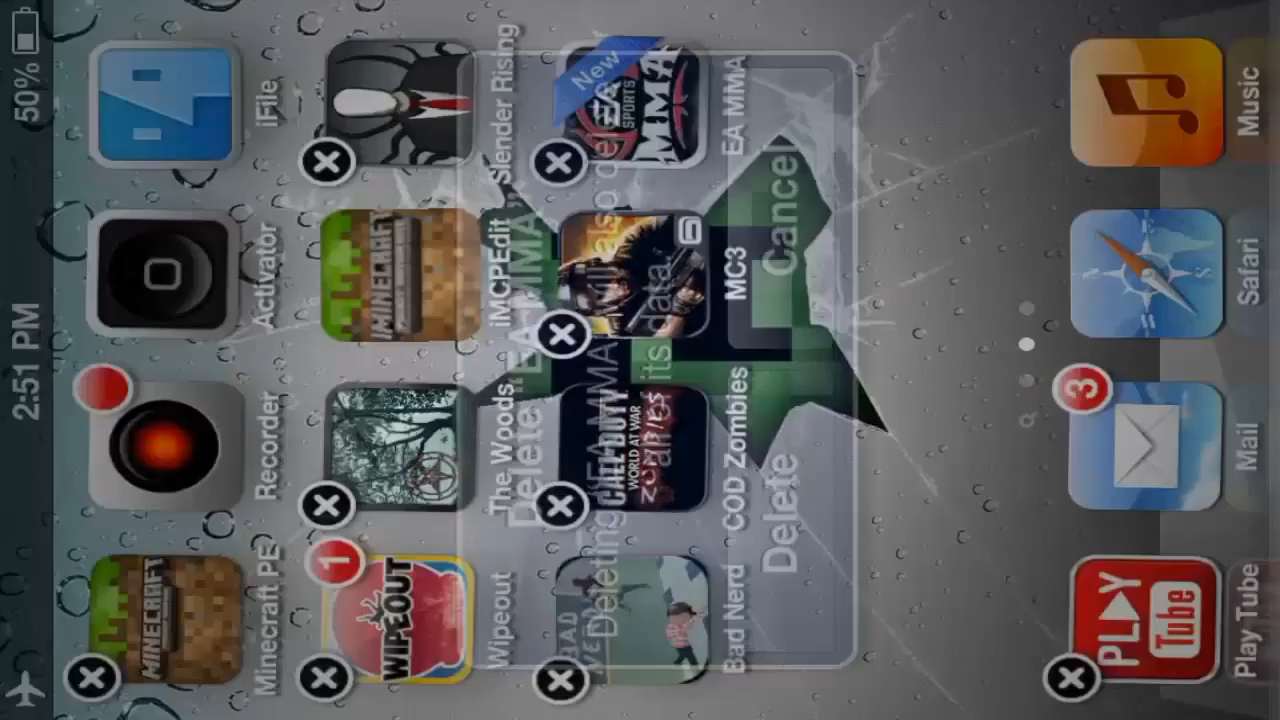 2:51 PM
50%
MINECRAFT
Minecraft PE
Recorder
Activator
iFile
1
WIPEOUT
Wipeout
The Woods
MINECRAFT
iMCPEdit
Slender Rising
BAD
Bad Nerd
CALL OF DUTY
WORLD AT WAR
ZOMBIES
COD Zombies
MC3
New
EA
SPORTS
MMA
EA MMA
Delete "EA MMA"
Deleting "EA MMA" will also delete
all its data.
Delete
Cancel
PLAY
Tube
Play Tube
3
Mail
Safari
Music